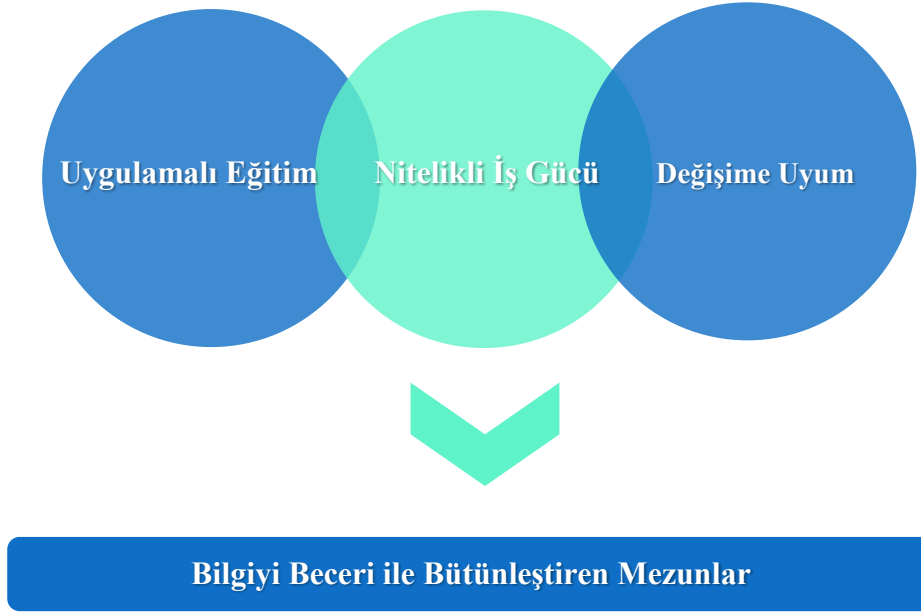 Uygulamalı Eğitim
Nitelikli İş Gücü
Değişime Uyum
Bilgiyi Beceri ile Bütünleştiren Mezunlar